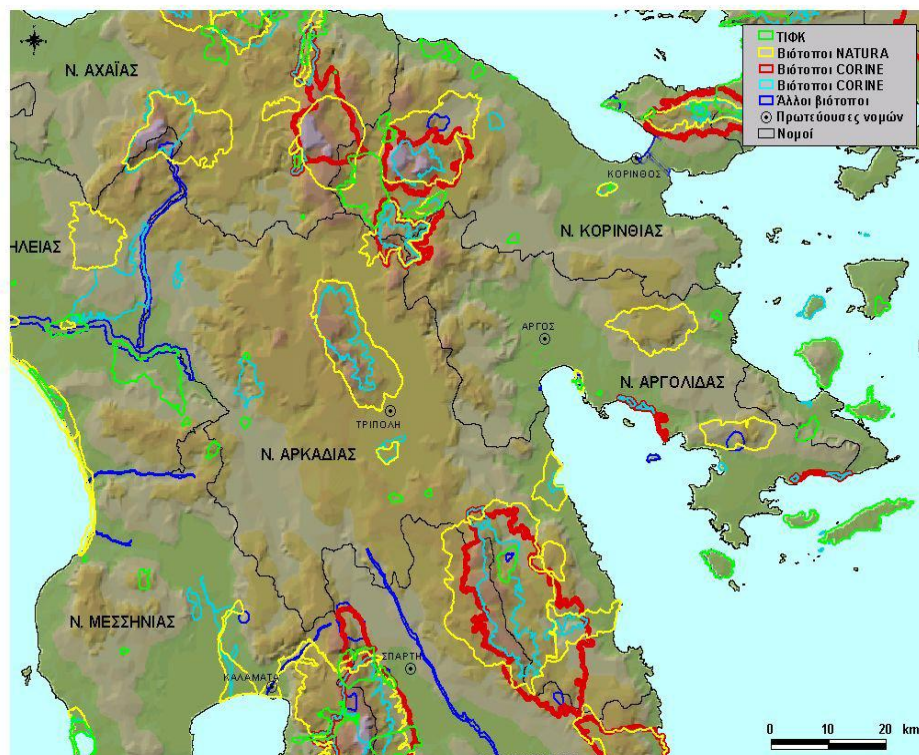 ΤΙΦΚ
Βιότοποι NATURA
Βιότοποι CORINE
Βιότοποι CORINE
Άλλοι βιότοποι
Πρωτεύουσες νομών
Νομοί
Ν. ΑΧΑΪΑΣ
ΚΟΡΙΝΘΟΣ
ΗΛΕΙΑΣ
Ν. ΚΟΡΙΝΘΙΑΣ
ΑΡΓΟΣ
Ν. ΑΡΓΟΛΙΔΑΣ
ΤΡΙΠΟΛΗ
Ν. ΑΡΚΑΔΙΑΣ
Ν. ΜΕΣΣΗΝΙΑΣ
ΣΠΑΡΤΗ
ΚΑΛΑΜΑΤΑ
0 10 20 km